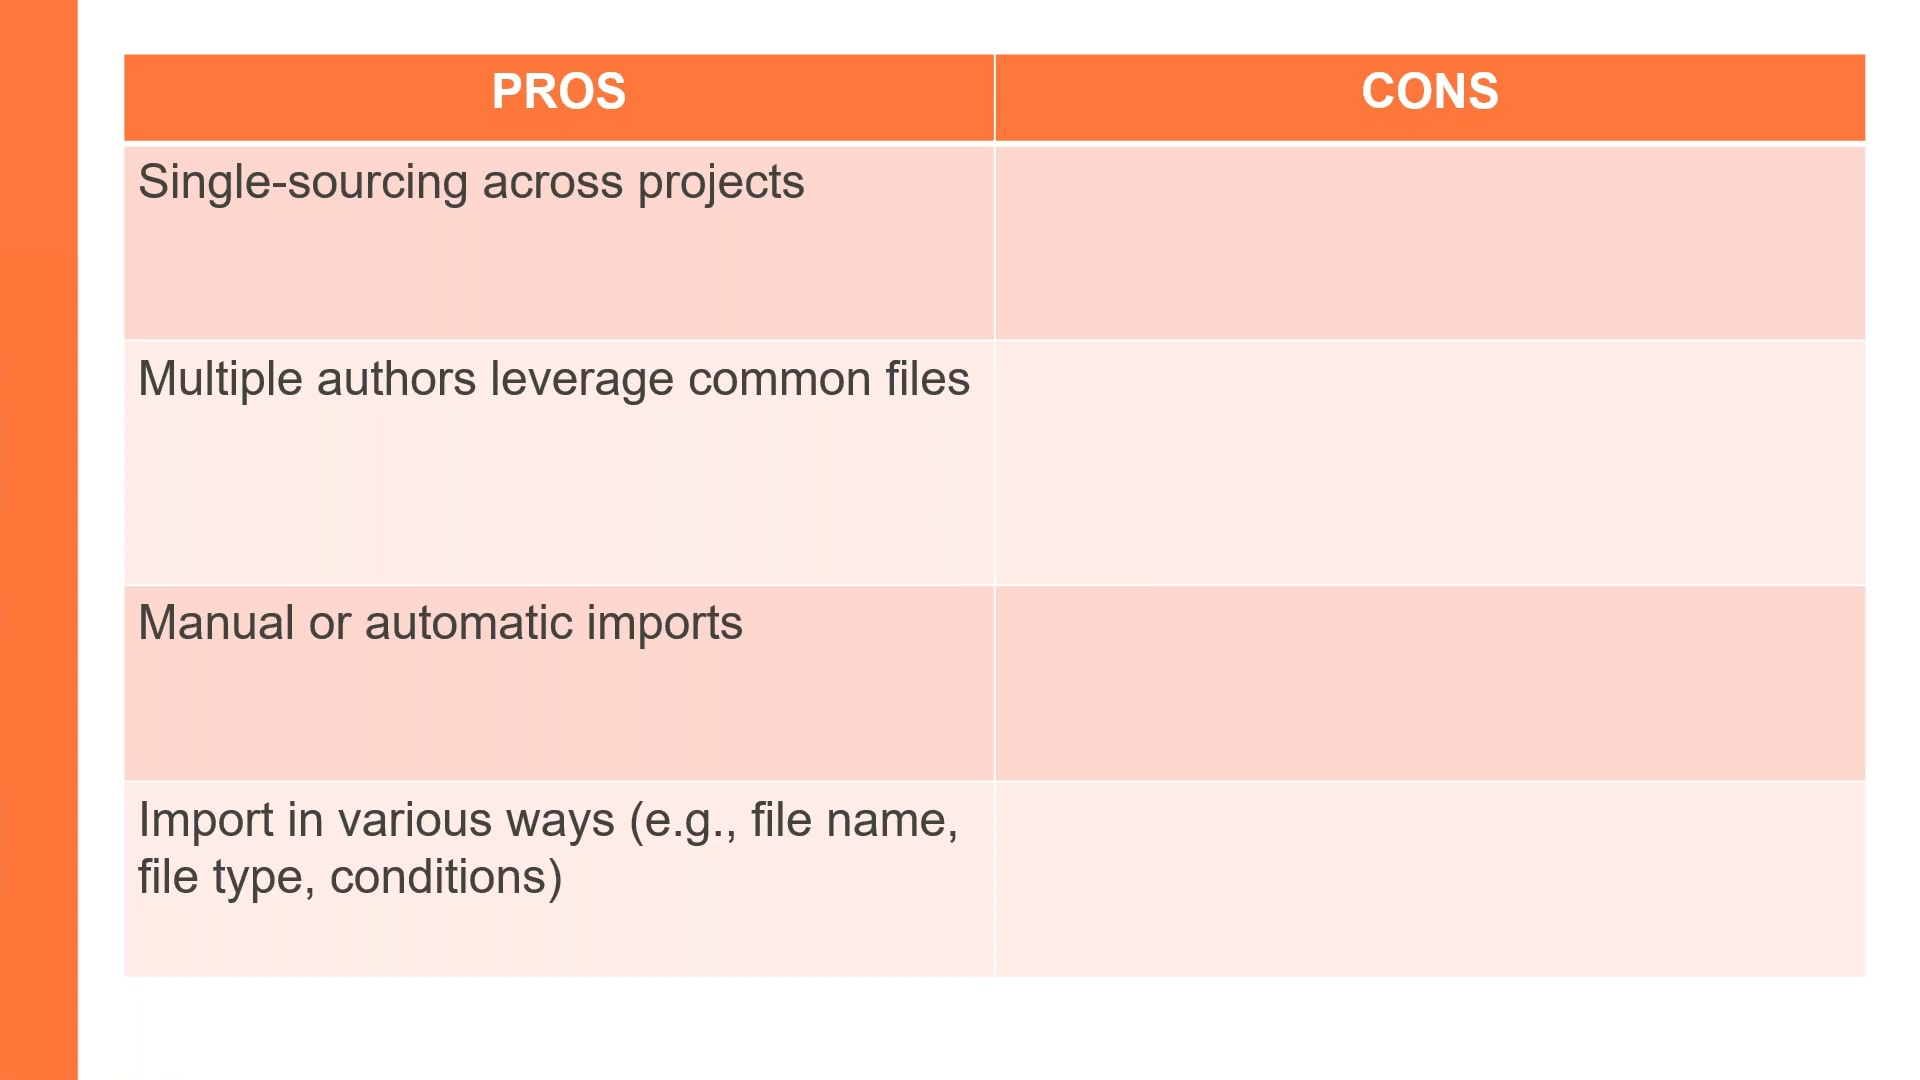 PROS
CONS
Single-sourcing across projects
Multiple authors leverage common files
Manual or automatic imports
Import in various ways (e.g., file name,
file type, conditions)